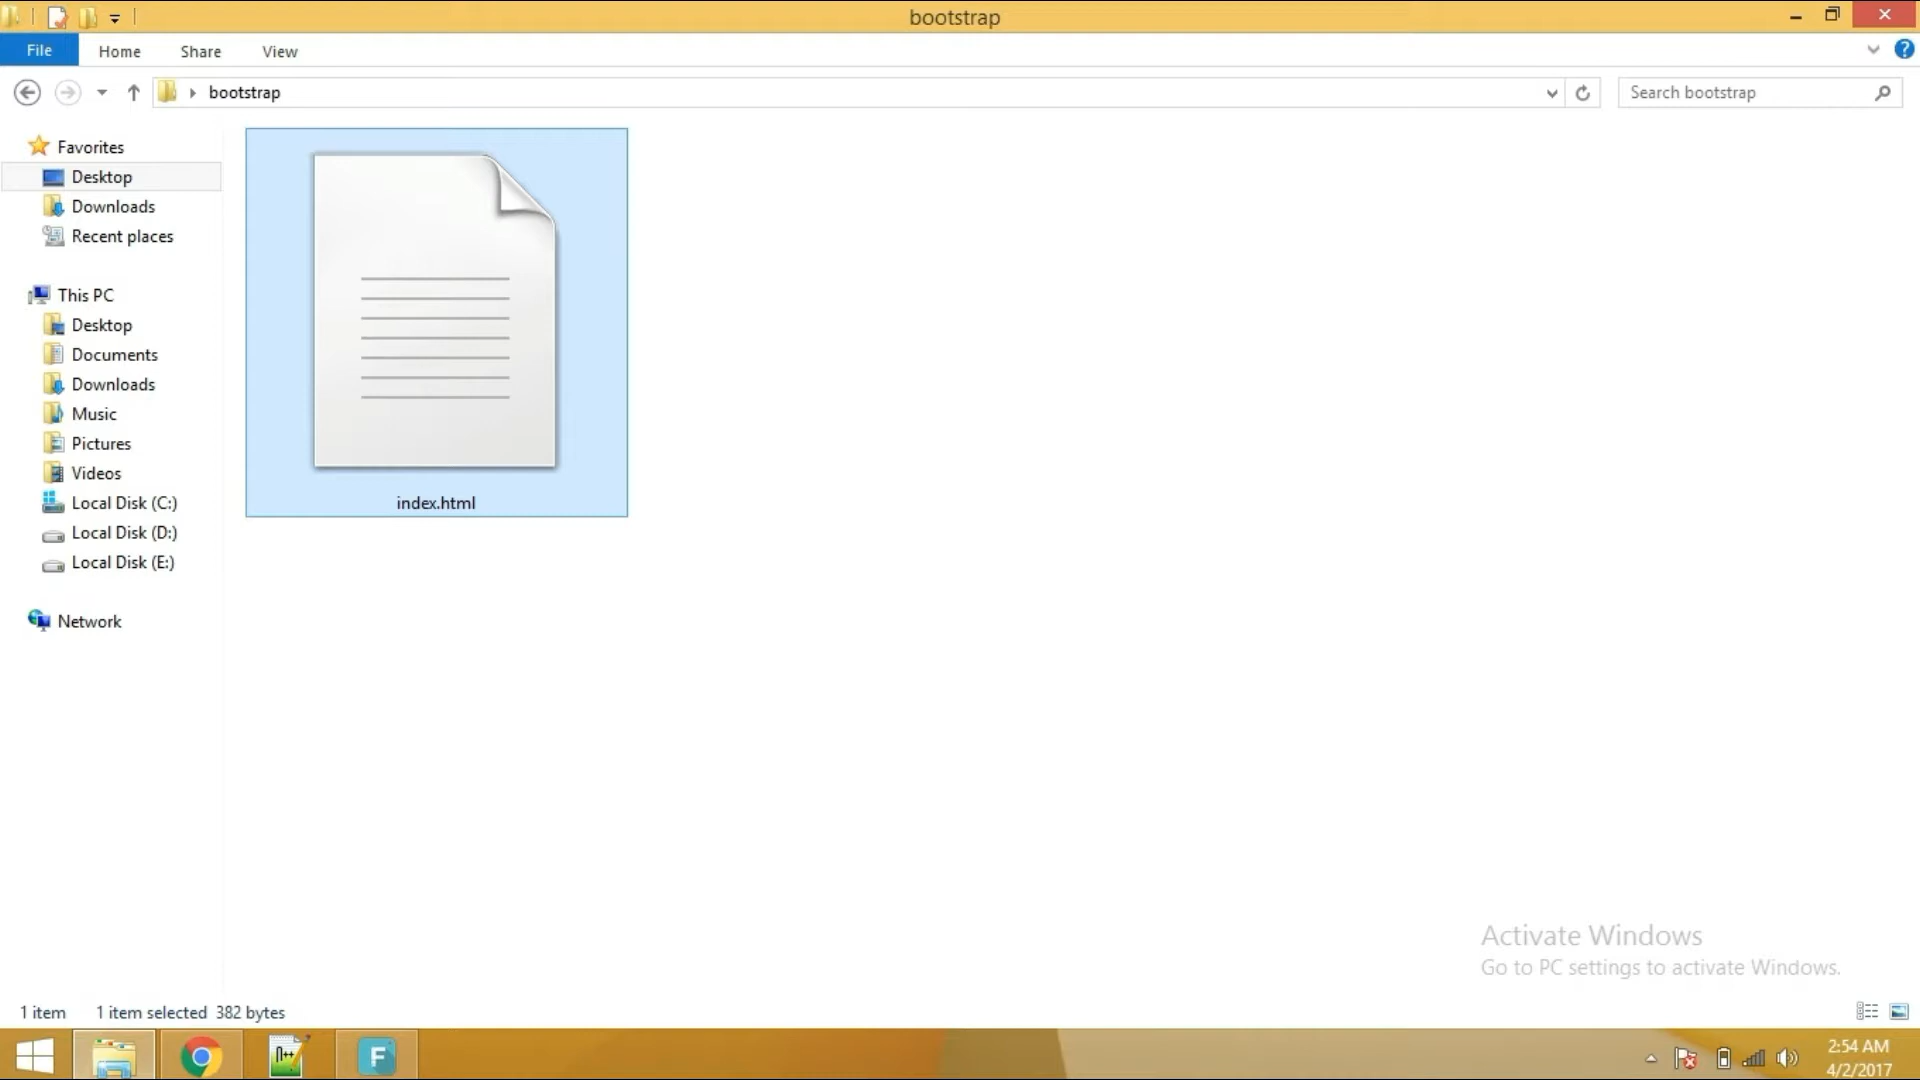 bootstrap
File Home Share View
bootstrap
Search bootstrap
Favorites
Desktop
Downloads
Recent places
This PC
Desktop
Documents
Downloads
Music
Pictures
Videos
Local Disk (C:)
Local Disk (D:)
Local Disk (E:)
Network
index.html
Activate Windows
Go to PC settings to activate Windows.
1 item 1 item selected 382 bytes
n++
F
2:54 AM
4/2/2017